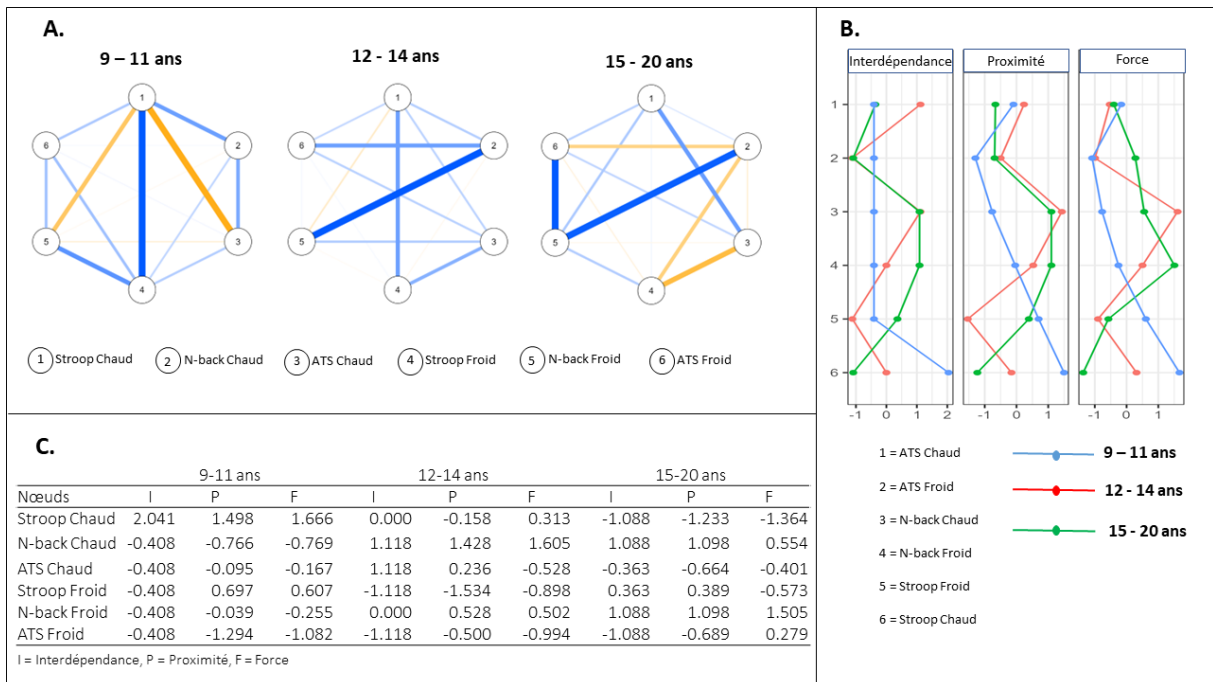 A.
9 – 11 ans
12 - 14 ans
15 - 20 ans
1
6
2
5
3
4
1
6
2
5
3
4
1
6
2
5
3
4
1 Stroop Chaud 2 N-back Chaud 3 ATS Chaud 4 Stroop Froid 5 N-back Froid 6 ATS Froid
B.
Interdépendance Proximité Force
1
2
3
4
5
6
-1 0 1 2 -1 0 1 -1 0 1
1 = ATS Chaud
2 = ATS Froid
3 = N-back Chaud
4 = N-back Froid
5 = Stroop Froid
6 = Stroop Chaud
9 – 11 ans
12 - 14 ans
15 - 20 ans
C.
9-11 ans 12-14 ans 15-20 ans
Nœuds I P F I P F I P F
Stroop Chaud 2.041 1.498 1.666 0.000 -0.158 0.313 -1.088 -1.233 -1.364
N-back Chaud -0.408 -0.766 -0.769 1.118 1.428 1.605 1.088 1.098 0.554
ATS Chaud -0.408 -0.095 -0.167 1.118 0.236 -0.528 -0.363 -0.664 -0.401
Stroop Froid -0.408 0.697 0.607 -1.118 -1.534 -0.898 0.363 0.389 -0.573
N-back Froid -0.408 -0.039 -0.255 0.000 0.528 0.502 1.088 1.098 1.505
ATS Froid -0.408 -1.294 -1.082 -1.118 -0.500 -0.994 -1.088 -0.689 0.279
I = Interdépendance, P = Proximité, F = Force